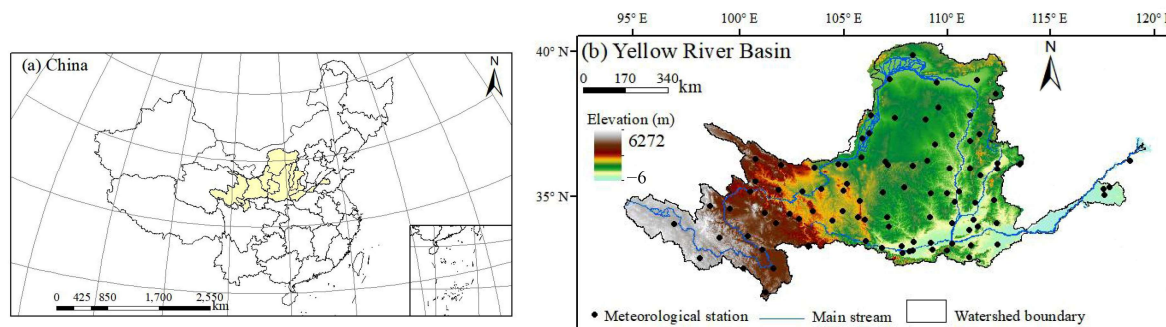 (a) China
N
0 425 850 1,700 2,550
km
95° E 100° E 105° E 110° E 115° E 120° E
40° N
35° N
(b) Yellow River Basin
N
0 170 340
km
Elevation (m)
6272
-6
Meteorological station Main stream Watershed boundary